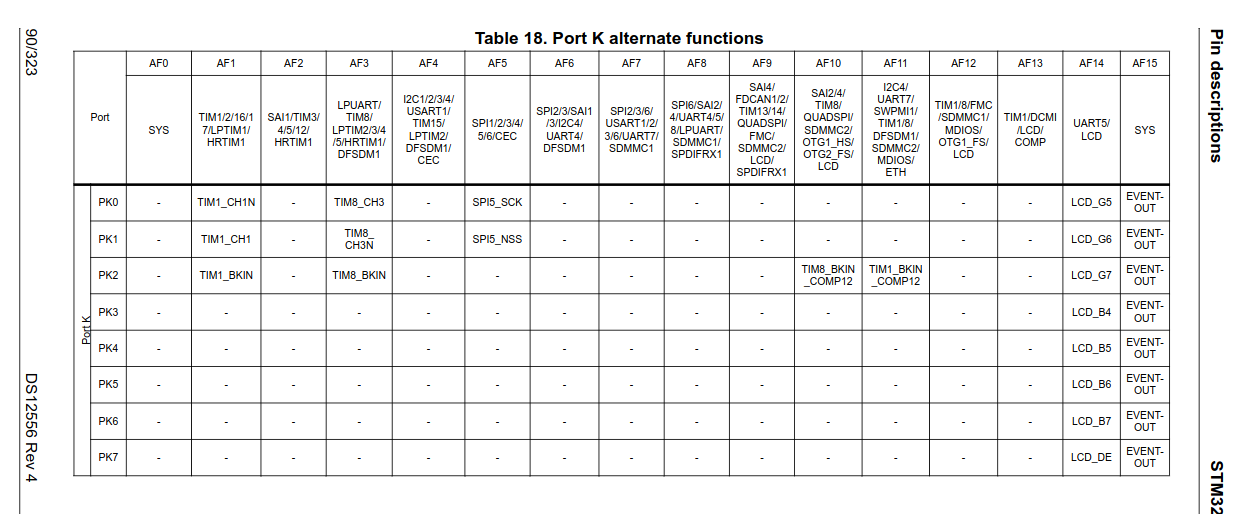 Table 18. Port K alternate functions
90/323
Pin descriptions
Port AF0 AF1 AF2 AF3 AF4 AF5 AF6 AF7 AF8 AF9 AF10 AF11 AF12 AF13 AF14 AF15
SYS
TIM1/2/16/1
7/LPTIM1/
HRTIM1
SAI1/TIM3/
4/5/12/
HRTIM1
LPUART/
TIM8/
LPTIM2/3/4
/5/HRTIM1/
DFSDM1
I2C1/2/3/4/
USART1/
TIM15/
LPTIM2/
DFSDM1/
CEC
SPI1/2/3/4/
5/6/CEC
SPI2/3/SAI1
/3/I2C4/
UART4/
DFSDM1
SPI2/3/6/
USART1/2/
3/6/UART7/
SDMMC1
SPI6/SAI2/
4/UART4/5/
8/LPUART/
SDMMC1/
SPDIFRX1
SAI4/
FDCAN1/2/
TIM13/14/
QUADSPI/
FMC/
SDMMC2/
LCD/
SPDIFRX1
SAI2/4/
TIM8/
QUADSPI/
SDMMC2/
OTG1_HS/
OTG2_FS/
LCD
I2C4/
UART7/
SWPMI1/
TIM1/8/
DFSDM1/
SDMMC2/
MDIOS/
ETH
TIM1/8/FMC
/SDMMC1/
MDIOS/
OTG1_FS/
LCD
TIM1/DCMI
/LCD/
COMP
UART5/
LCD
SYS
Port K
PK0 - TIM1_CH1N - TIM8_CH3 - SPI5_SCK - - - - - - - - LCD_G5 EVENT-
OUT
PK1 - TIM1_CH1 - TIM8_
CH3N - SPI5_NSS - - - - - - - - LCD_G6 EVENT-
OUT
PK2 - TIM1_BKIN - TIM8_BKIN - - - - - - TIM8_BKIN
_COMP12 TIM1_BKIN
_COMP12 - - LCD_G7 EVENT-
OUT
PK3 - - - - - - - - - - - - - - LCD_B4 EVENT-
OUT
PK4 - - - - - - - - - - - - - - LCD_B5 EVENT-
OUT
PK5 - - - - - - - - - - - - - - LCD_B6 EVENT-
OUT
PK6 - - - - - - - - - - - - - - LCD_B7 EVENT-
OUT
PK7 - - - - - - - - - - - - - - LCD_DE EVENT-
OUT
DS12556 Rev 4
STM32